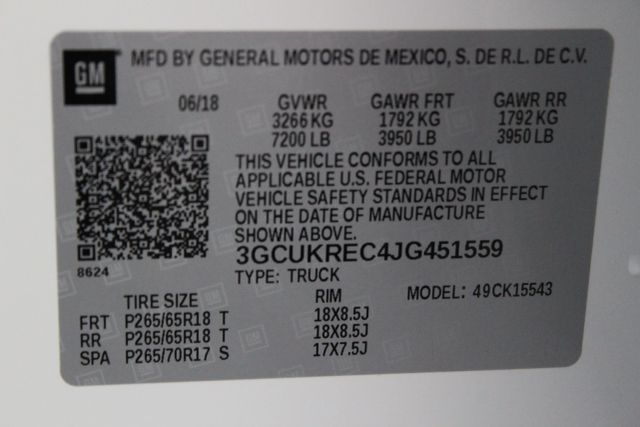 GM
MFD BY GENERAL MOTORS DE MEXICO, S. DE R.L. DE C.V.
06/18 GVWR GAWR FRT GAWR RR
3266 KG 1792 KG 1792 KG
7200 LB 3950 LB 3950 LB
THIS VEHICLE CONFORMS TO ALL
APPLICABLE U.S. FEDERAL MOTOR
VEHICLE SAFETY STANDARDS IN EFFECT
ON THE DATE OF MANUFACTURE
SHOWN ABOVE.
3GCUKREC4JG451559
8624
TYPE: TRUCK
TIRE SIZE RIM MODEL: 49CK15543
FRT P265/65R18 T 18X8.5J
RR P265/65R18 T 18X8.5J
SPA P265/70R17 S 17X7.5J